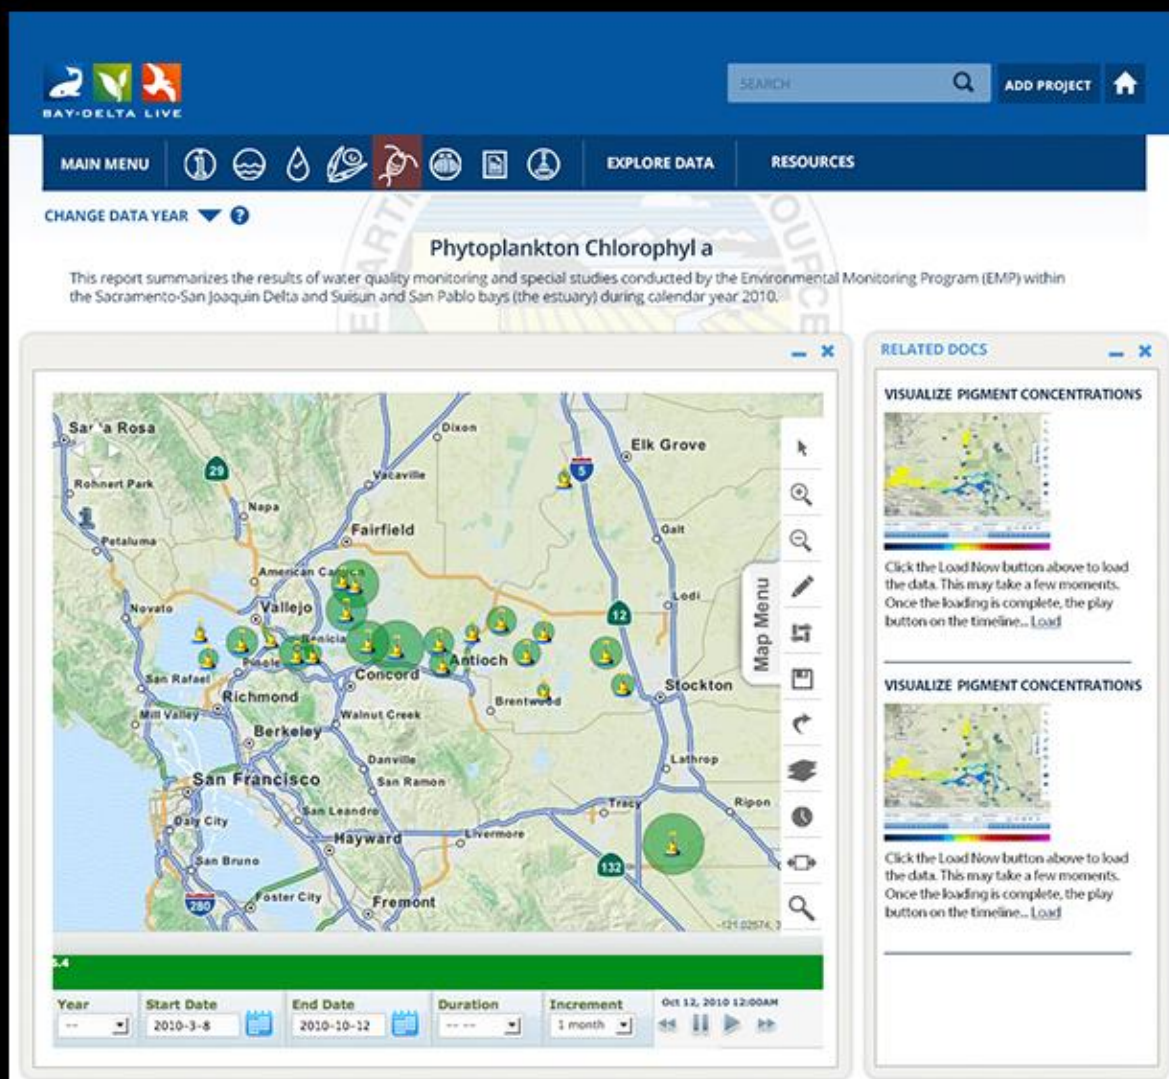 BAY-DELTA LIVE
SEARCH
ADD PROJECT
MAIN MENU
EXPLORE DATA
RESOURCES
CHANGE DATA YEAR
?
Phytoplankton Chlorophyl a
This report summarizes the results of water quality monitoring and special studies conducted by the Environmental Monitoring Program (EMP) within
the Sacramento-San Joaquin Delta and Suisun and San Pablo bays (the estuary) during calendar year 2010.
Rosa
Dixon
Elk Grove
29
5
Rohnert Park
Vacaville
Napa
Petaluma
Fairfield
Galt
American
Novato
Vallejo
Lodi
12
Benicia
Pinole
Antioch
San Rafael
Concord
Richmond
Brentwood
Stockton
Mill Valley
Walnut Creek
Berkeley
Danville
Lathrop
San Francisco
San Ramon
San Leandro
Tracy
Ripon
Daly City
Hayward
Livermore
San Bruno
132
280
Foster City
Fremont
Map Menu
5.4
Year
Start Date
End Date
Duration
Increment
Oct 12, 2010 12:00AM
--
2010-3-8
2010-10-12
-- --
1 month
RELATED DOCS
VISUALIZE PIGMENT CONCENTRATIONS
Click the Load Now button above to load
the data. This may take a few moments.
Once the loading is complete, the play
button on the timeline... Load
VISUALIZE PIGMENT CONCENTRATIONS
Click the Load Now button above to load
the data. This may take a few moments.
Once the loading is complete, the play
button on the timeline... Load